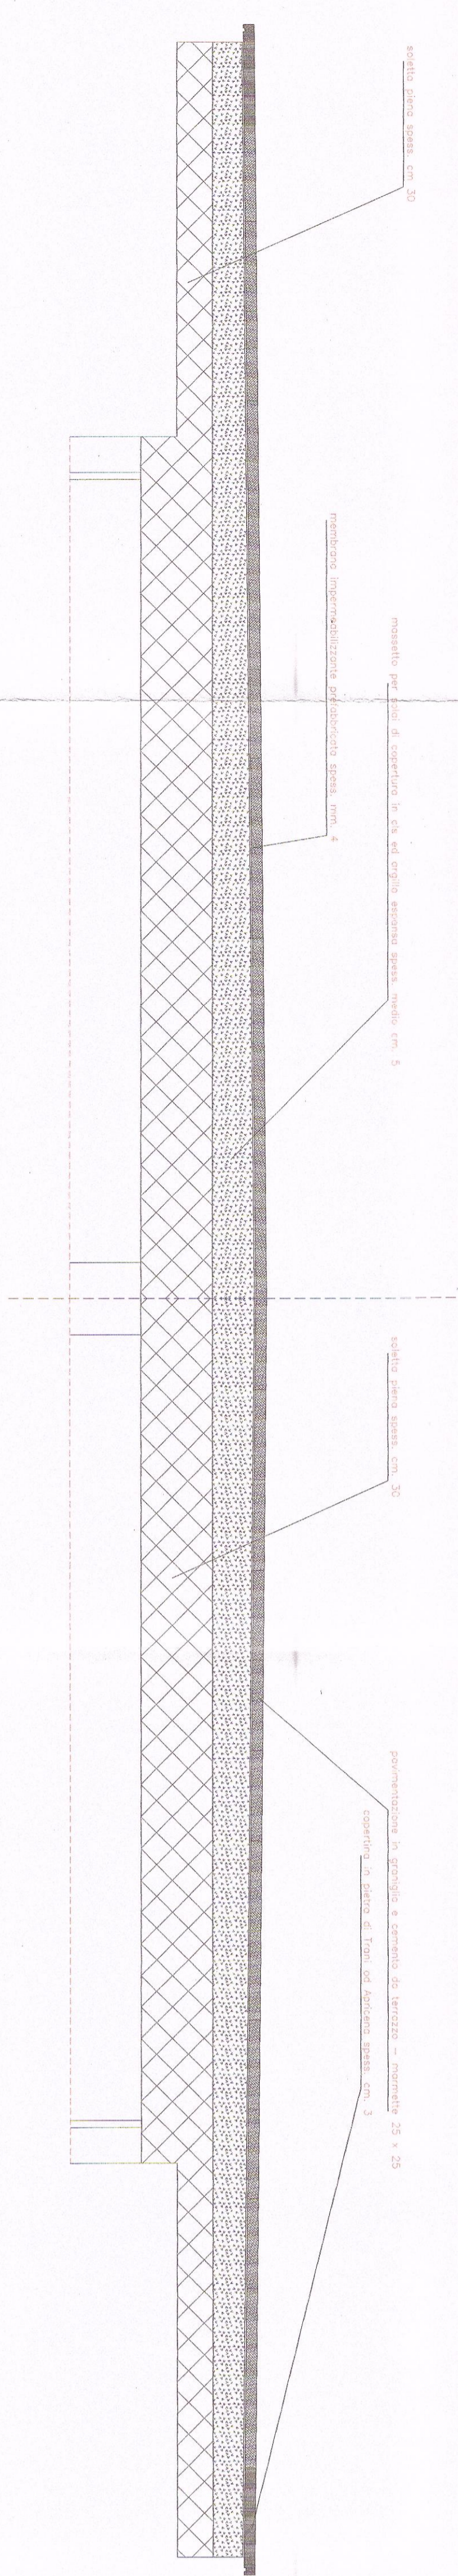 soletta piena spess. cm 30
membrana impermeabilizzante prefabbricata spess. mm. 4
massetto per solai di copertura in cls ed argilla espansa spess. medio cm. 5
soletta piena spess. cm. 30
pavimentazione in graniglia e cemento da terrazzo - marmette 25 x 25
copertina in pietra di Trani od Apricena spess. cm. 3